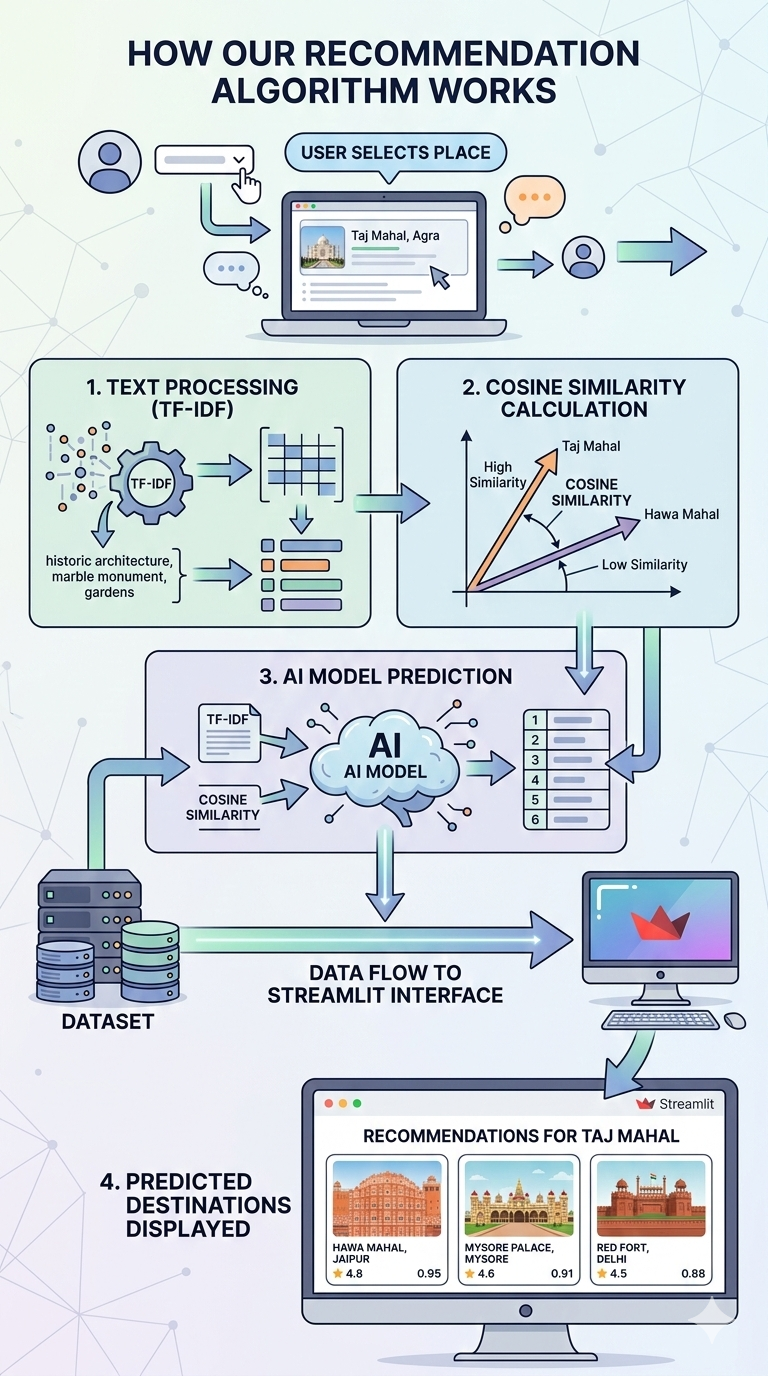 HOW OUR RECOMMENDATION
ALGORITHM WORKS
USER SELECTS PLACE
Taj Mahal, Agra
1. TEXT PROCESSING
(TF-IDF)
TF-IDF
historic architecture,
marble monument,
gardens
2. COSINE SIMILARITY
CALCULATION
Taj Mahal
High
Similarity
COSINE
SIMILARITY
Hawa Mahal
Low Similarity
3. AI MODEL PREDICTION
TF-IDF
COSINE
SIMILARITY
AI
AI MODEL
1
2
3
4
5
6
DATASET
DATA FLOW TO
STREAMLIT INTERFACE
Streamlit
RECOMMENDATIONS FOR TAJ MAHAL
HAWA MAHAL,
JAIPUR
4.8 0.95
MYSORE PALACE,
MYSORE
4.6 0.91
RED FORT,
DELHI
4.5 0.88
4. PREDICTED
DESTINATIONS
DISPLAYED